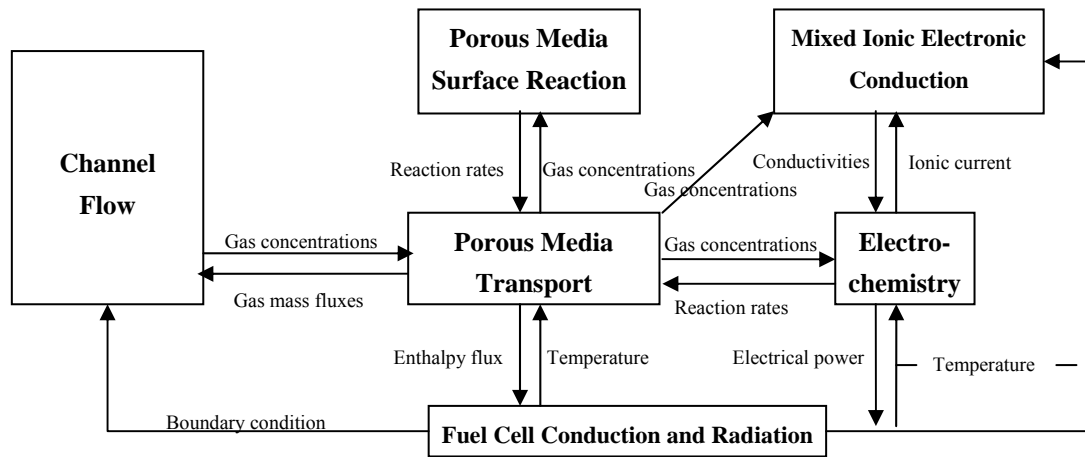 Porous Media
Surface Reaction
Mixed Ionic Electronic
Conduction
Channel
Flow
Reaction rates
Gas concentrations
Conductivities
Ionic current
Gas concentrations
Gas concentrations
Porous Media
Transport
Gas concentrations
Electro-
chemistry
Gas mass fluxes
Reaction rates
Enthalpy flux
Temperature
Electrical power
Temperature
Boundary condition
Fuel Cell Conduction and Radiation